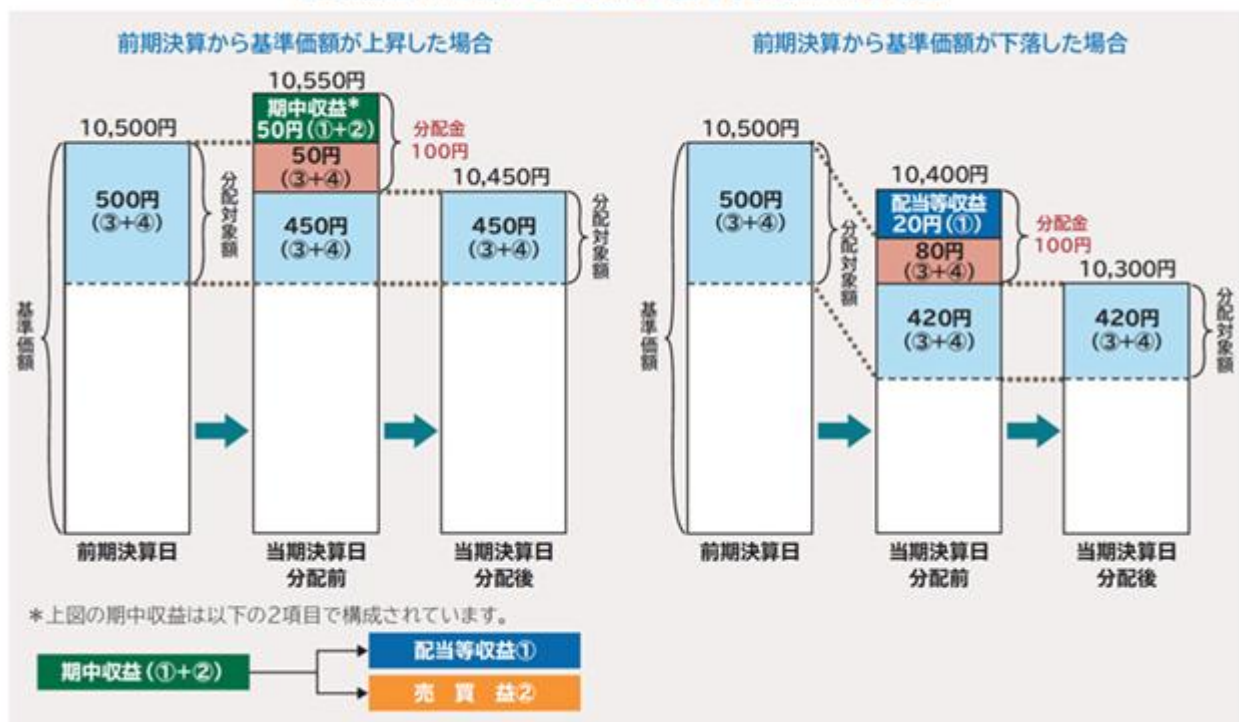 前期決算から基準価額が上昇した場合
10,550円
期中収益*
50円(①+②)
分配金
100円
10,500円
50円
(③+④)
10,450円
500円
(③+④)
分配対象額
450円
(③+④)
450円
(③+④)
分配対象額
基準価額
前期決算日
当期決算日
分配前
当期決算日
分配後
前期決算から基準価額が下落した場合
10,500円
10,400円
500円
(③+④)
分配対象額
配当等収益
20円(①)
分配金
100円
80円
(③+④)
10,300円
420円
(③+④)
420円
(③+④)
分配対象額
基準価額
前期決算日
当期決算日
分配前
当期決算日
分配後
*上図の期中収益は以下の2項目で構成されています。
期中収益(①+②)
配当等収益①
売 買 益②